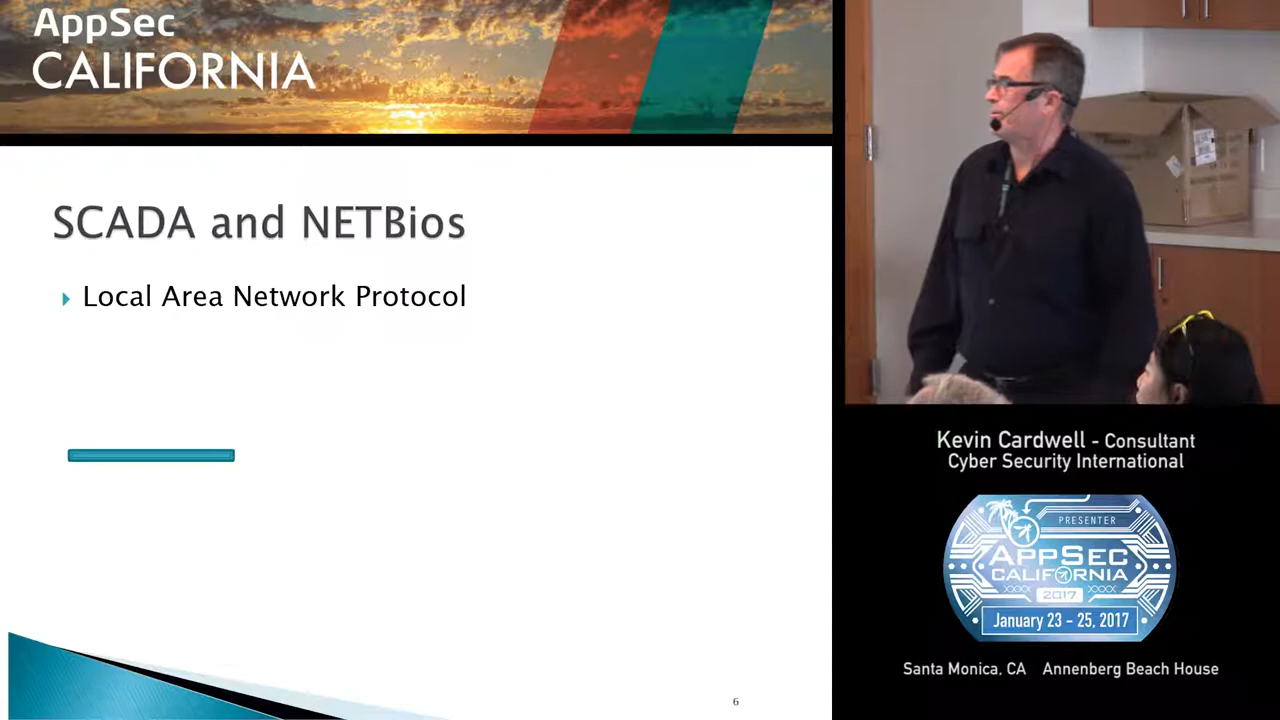 AppSec
CALIFORNIA
SCADA and NETBios
Local Area Network Protocol
6
Kevin Cardwell - Consultant
Cyber Security International
PRESENTER
APPSEC
CALIFORNIA
2017
January 23 - 25, 2017
Santa Monica, CA Annenberg Beach House